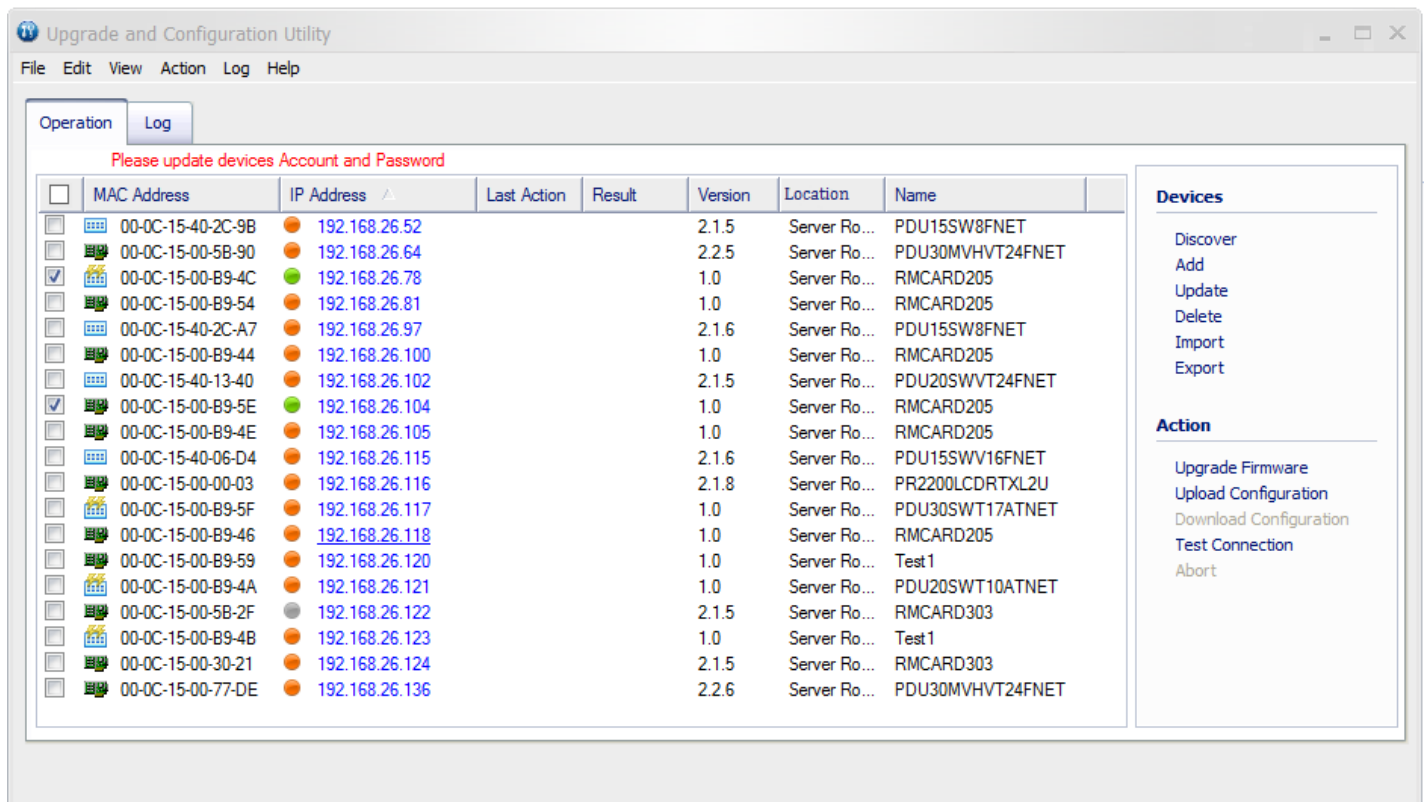 Upgrade and Configuration Utility
File Edit View Action Log Help
Operation Log
Please update devices Account and Password
MAC Address IP Address Last Action Result Version Location Name
00-0C-15-40-2C-9B 192.168.26.52 2.1.5 Server Ro... PDU15SW8FNET
00-0C-15-00-5B-90 192.168.26.64 2.2.5 Server Ro... PDU30MVHVT24FNET
00-0C-15-00-B9-4C 192.168.26.78 1.0 Server Ro... RMCARD205
00-0C-15-00-B9-54 192.168.26.81 1.0 Server Ro... RMCARD205
00-0C-15-40-2C-A7 192.168.26.97 2.1.6 Server Ro... PDU15SW8FNET
00-0C-15-00-B9-44 192.168.26.100 1.0 Server Ro... RMCARD205
00-0C-15-40-13-40 192.168.26.102 2.1.5 Server Ro... PDU20SWVT24FNET
00-0C-15-00-B9-5E 192.168.26.104 1.0 Server Ro... RMCARD205
00-0C-15-00-B9-4E 192.168.26.105 1.0 Server Ro... RMCARD205
00-0C-15-40-06-D4 192.168.26.115 2.1.6 Server Ro... PDU15SWV16FNET
00-0C-15-00-00-03 192.168.26.116 2.1.8 Server Ro... PR2200LCDRTXL2U
00-0C-15-00-B9-5F 192.168.26.117 1.0 Server Ro... PDU30SWT17ATNET
00-0C-15-00-B9-46 192.168.26.118 1.0 Server Ro... RMCARD205
00-0C-15-00-B9-59 192.168.26.120 1.0 Server Ro... Test1
00-0C-15-00-B9-4A 192.168.26.121 1.0 Server Ro... PDU20SWT10ATNET
00-0C-15-00-5B-2F 192.168.26.122 2.1.5 Server Ro... RMCARD303
00-0C-15-00-B9-4B 192.168.26.123 1.0 Server Ro... Test1
00-0C-15-00-30-21 192.168.26.124 2.1.5 Server Ro... RMCARD303
00-0C-15-00-77-DE 192.168.26.136 2.2.6 Server Ro... PDU30MVHVT24FNET
Devices
Discover
Add
Update
Delete
Import
Export
Action
Upgrade Firmware
Upload Configuration
Download Configuration
Test Connection
Abort